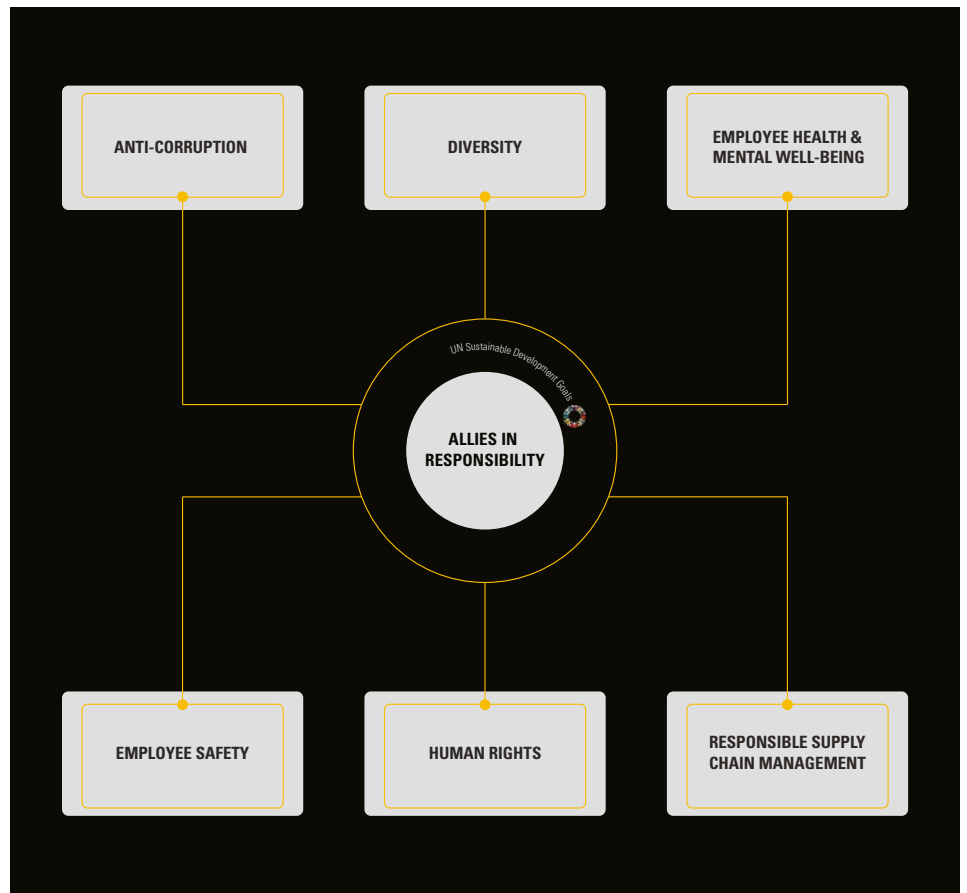 ANTI-CORRUPTION
DIVERSITY
EMPLOYEE HEALTH &
MENTAL WELL-BEING
UN Sustainable Development Goals
ALLIES IN
RESPONSIBILITY
EMPLOYEE SAFETY
HUMAN RIGHTS
RESPONSIBLE SUPPLY
CHAIN MANAGEMENT